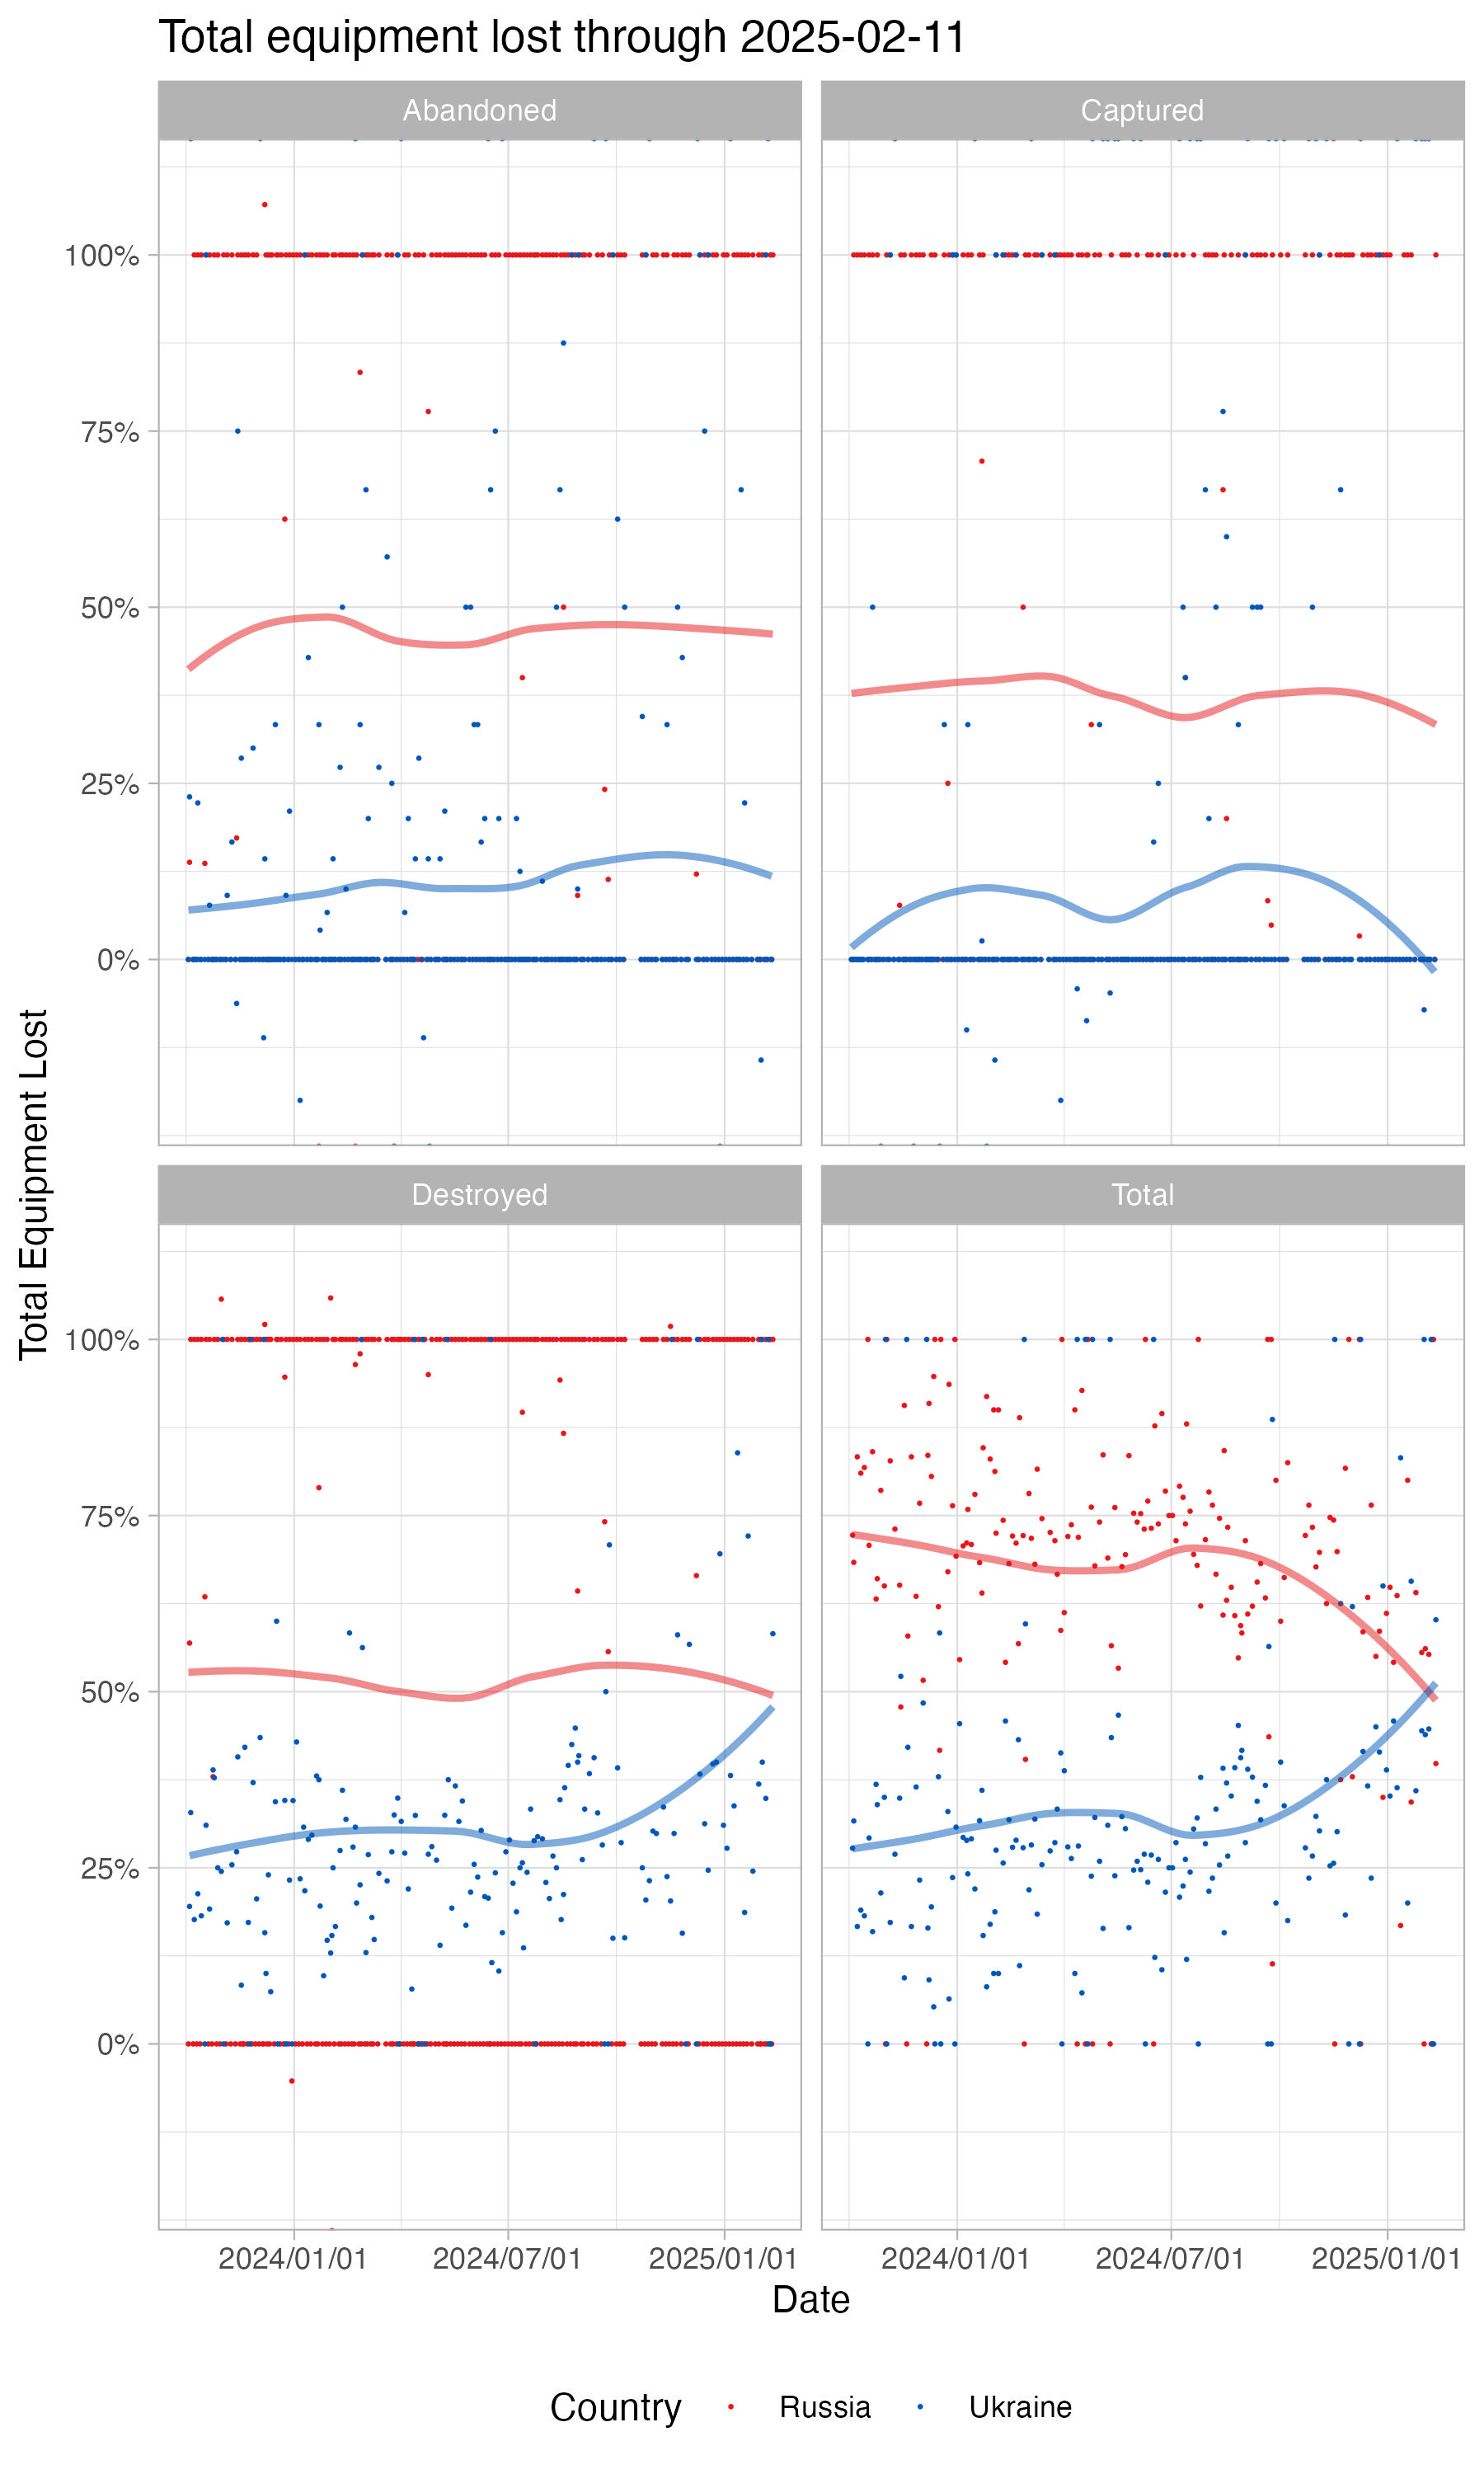 Total equipment lost through 2025-02-11
Abandoned
Captured
100%
75%
50%
25%
0%
Total Equipment Lost
Destroyed
Total
100%
75%
50%
25%
0%
2024/01/01
2024/07/01
2025/01/01
2024/01/01
2024/07/01
2025/01/01
Date
Country
Russia
Ukraine